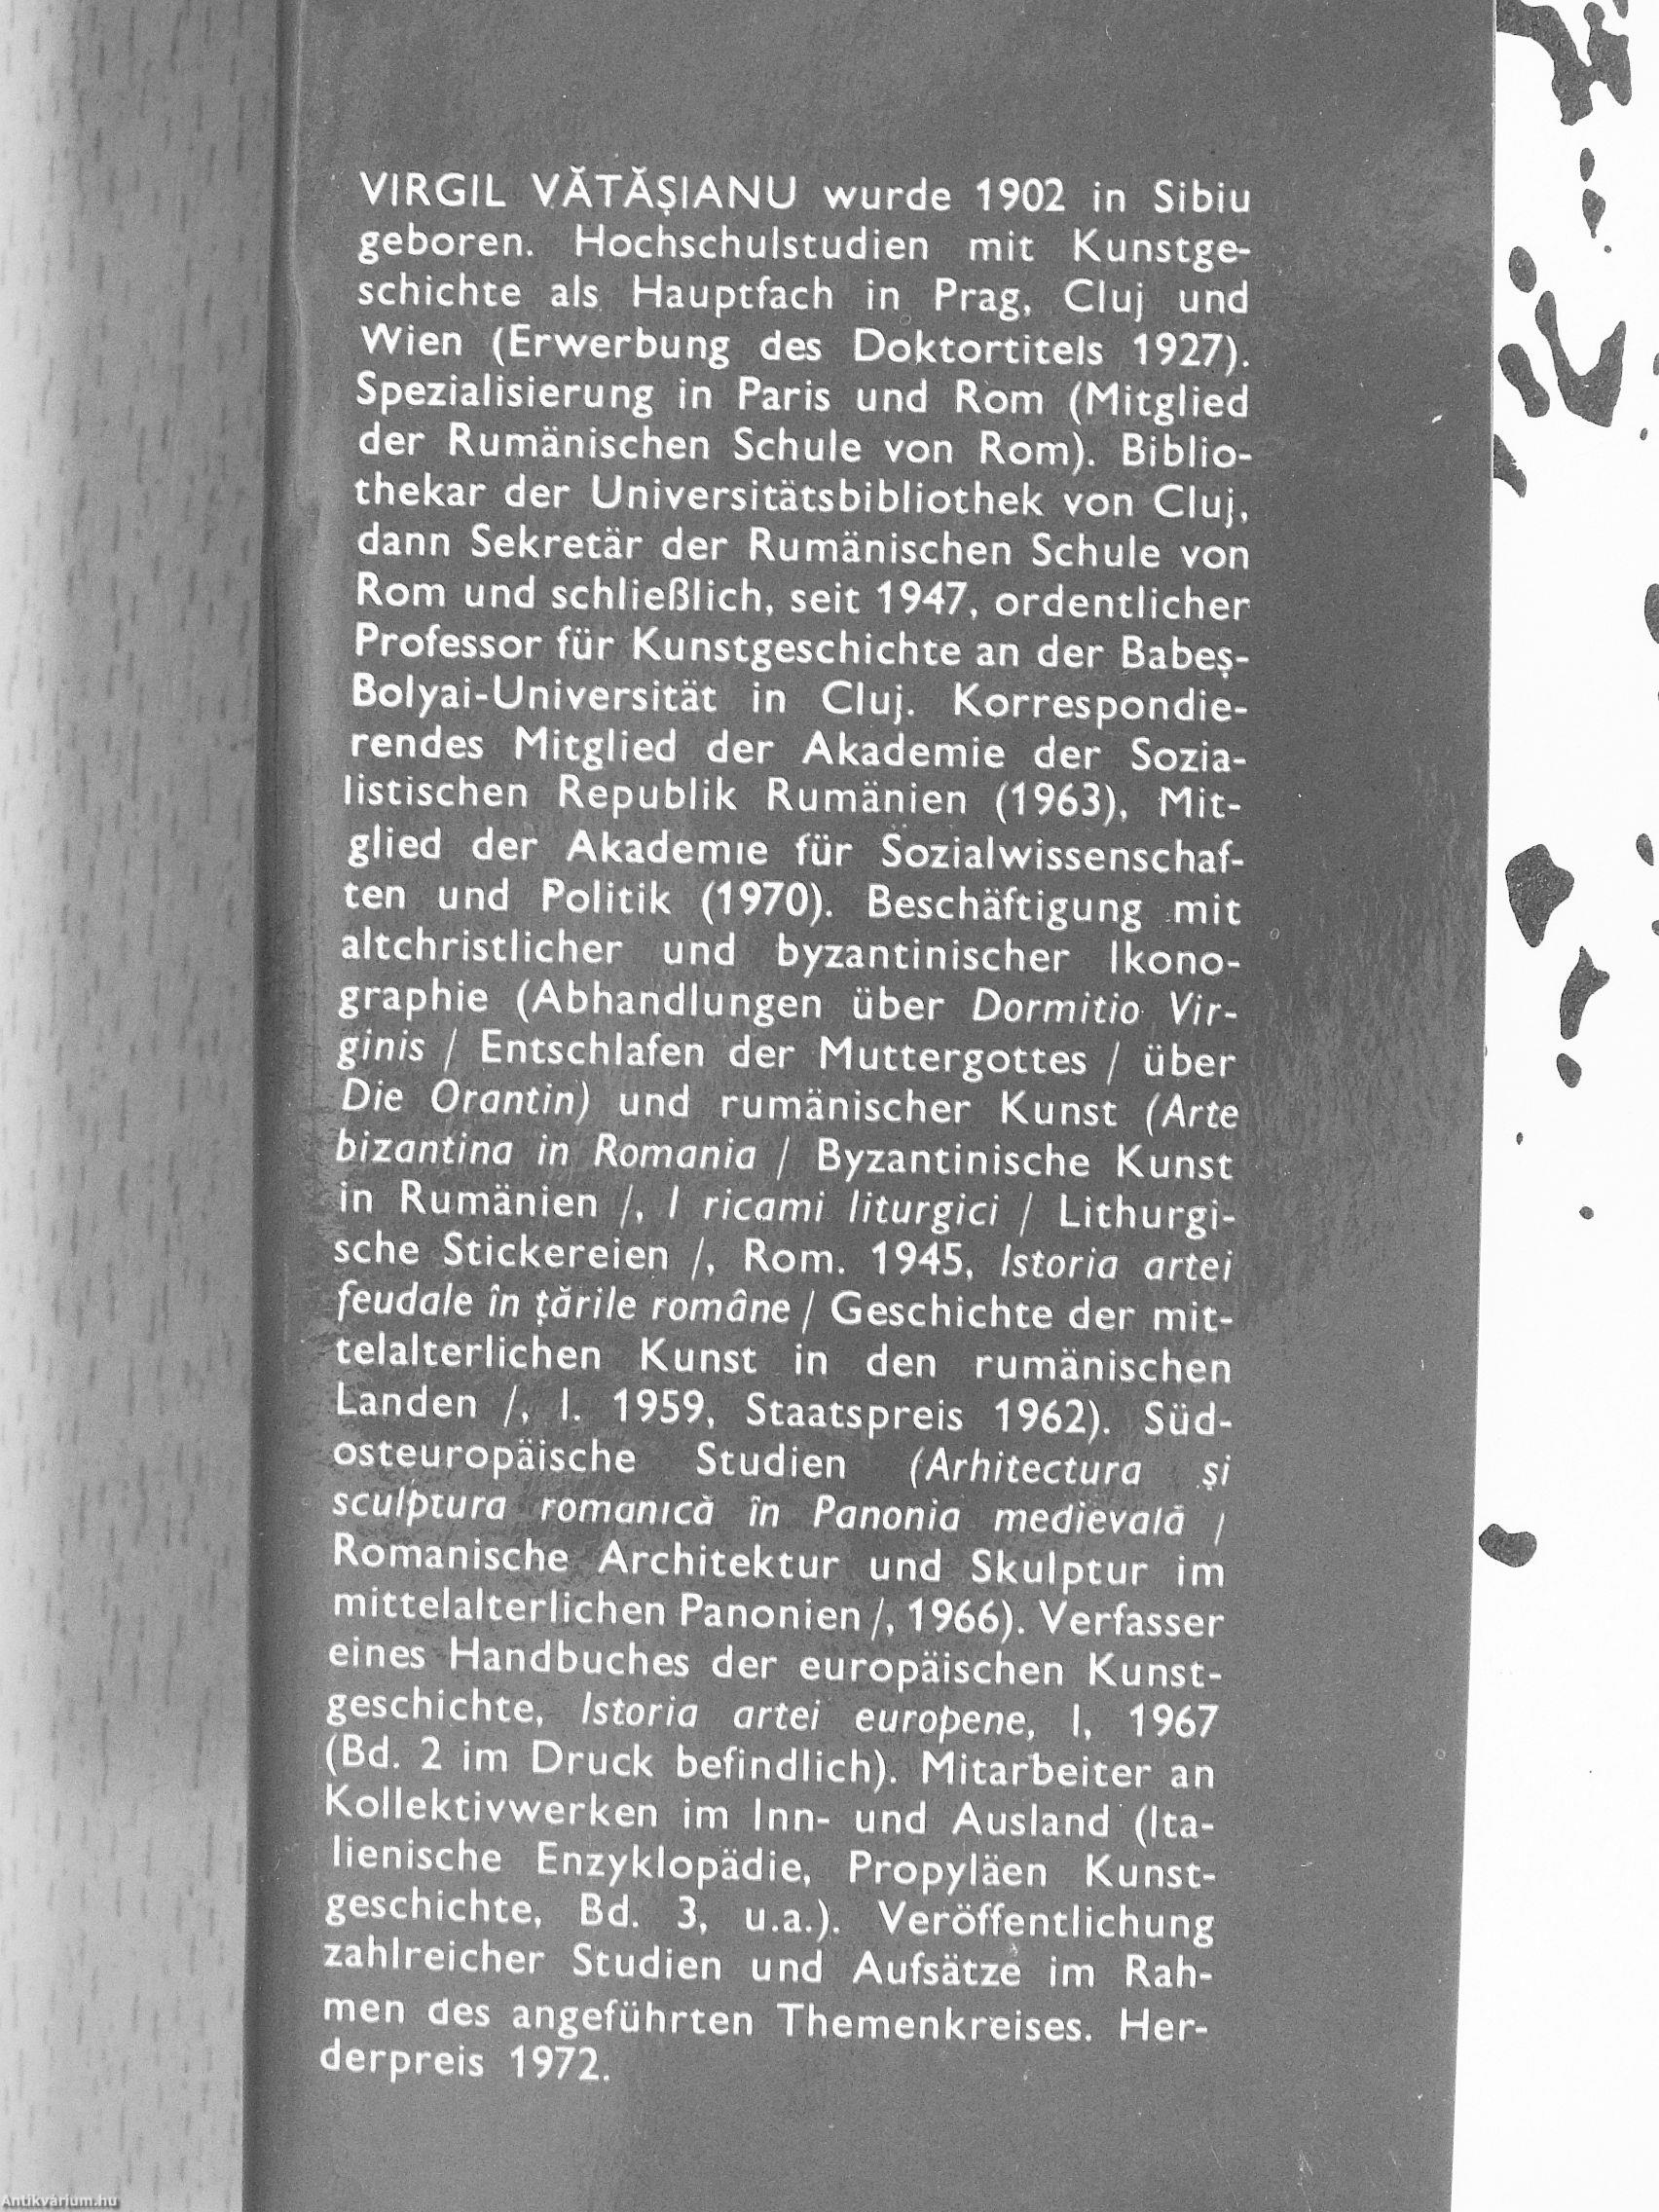 VIRGIL VĂTĂȘIANU wurde 1902 in Sibiu
geboren. Hochschulstudien mit Kunstge-
schichte als Hauptfach in Prag, Cluj und
Wien (Erwerbung des Doktortitels 1927).
Spezialisierung in Paris und Rom (Mitglied
der Rumänischen Schule von Rom). Biblio-
thekar der Universitätsbibliothek von Cluj,
dann Sekretär der Rumänischen Schule von
Rom und schließlich, seit 1947, ordentlicher
Professor für Kunstgeschichte an der Babeș-
Bolyai-Universität in Cluj. Korrespondie-
rendes Mitglied der Akademie der Sozia-
listischen Republik Rumänien (1963), Mit-
glied der Akademie für Sozialwissenschaf-
ten und Politik (1970). Beschäftigung mit
altchristlicher und byzantinischer Ikono-
graphie (Abhandlungen über Dormitio Vir-
ginis / Entschlafen der Muttergottes / über
Die Orantin) und rumänischer Kunst (Arte
bizantina in Romania / Byzantinische Kunst
in Rumänien /, I ricami liturgici / Lithurgi-
sche Stickereien /, Rom. 1945, Istoria artei
feudale în țările române / Geschichte der mit-
telalterlichen Kunst in den rumänischen
Landen /, I. 1959, Staatspreis 1962). Süd-
osteuropäische Studien (Arhitectura și
sculptura romanică în Panonia medievală /
Romanische Architektur und Skulptur im
mittelalterlichen Panonien /, 1966). Verfasser
eines Handbuches der europäischen Kunst-
geschichte, Istoria artei europene, I, 1967
(Bd. 2 im Druck befindlich). Mitarbeiter an
Kollektivwerken im Inn- und Ausland (Ita-
lienische Enzyklopädie, Propyläen Kunst-
geschichte, Bd. 3, u.a.). Veröffentlichung
zahlreicher Studien und Aufsätze im Rah-
men des angeführten Themenkreises. Her-
derpreis 1972.
Antikvárium.hu